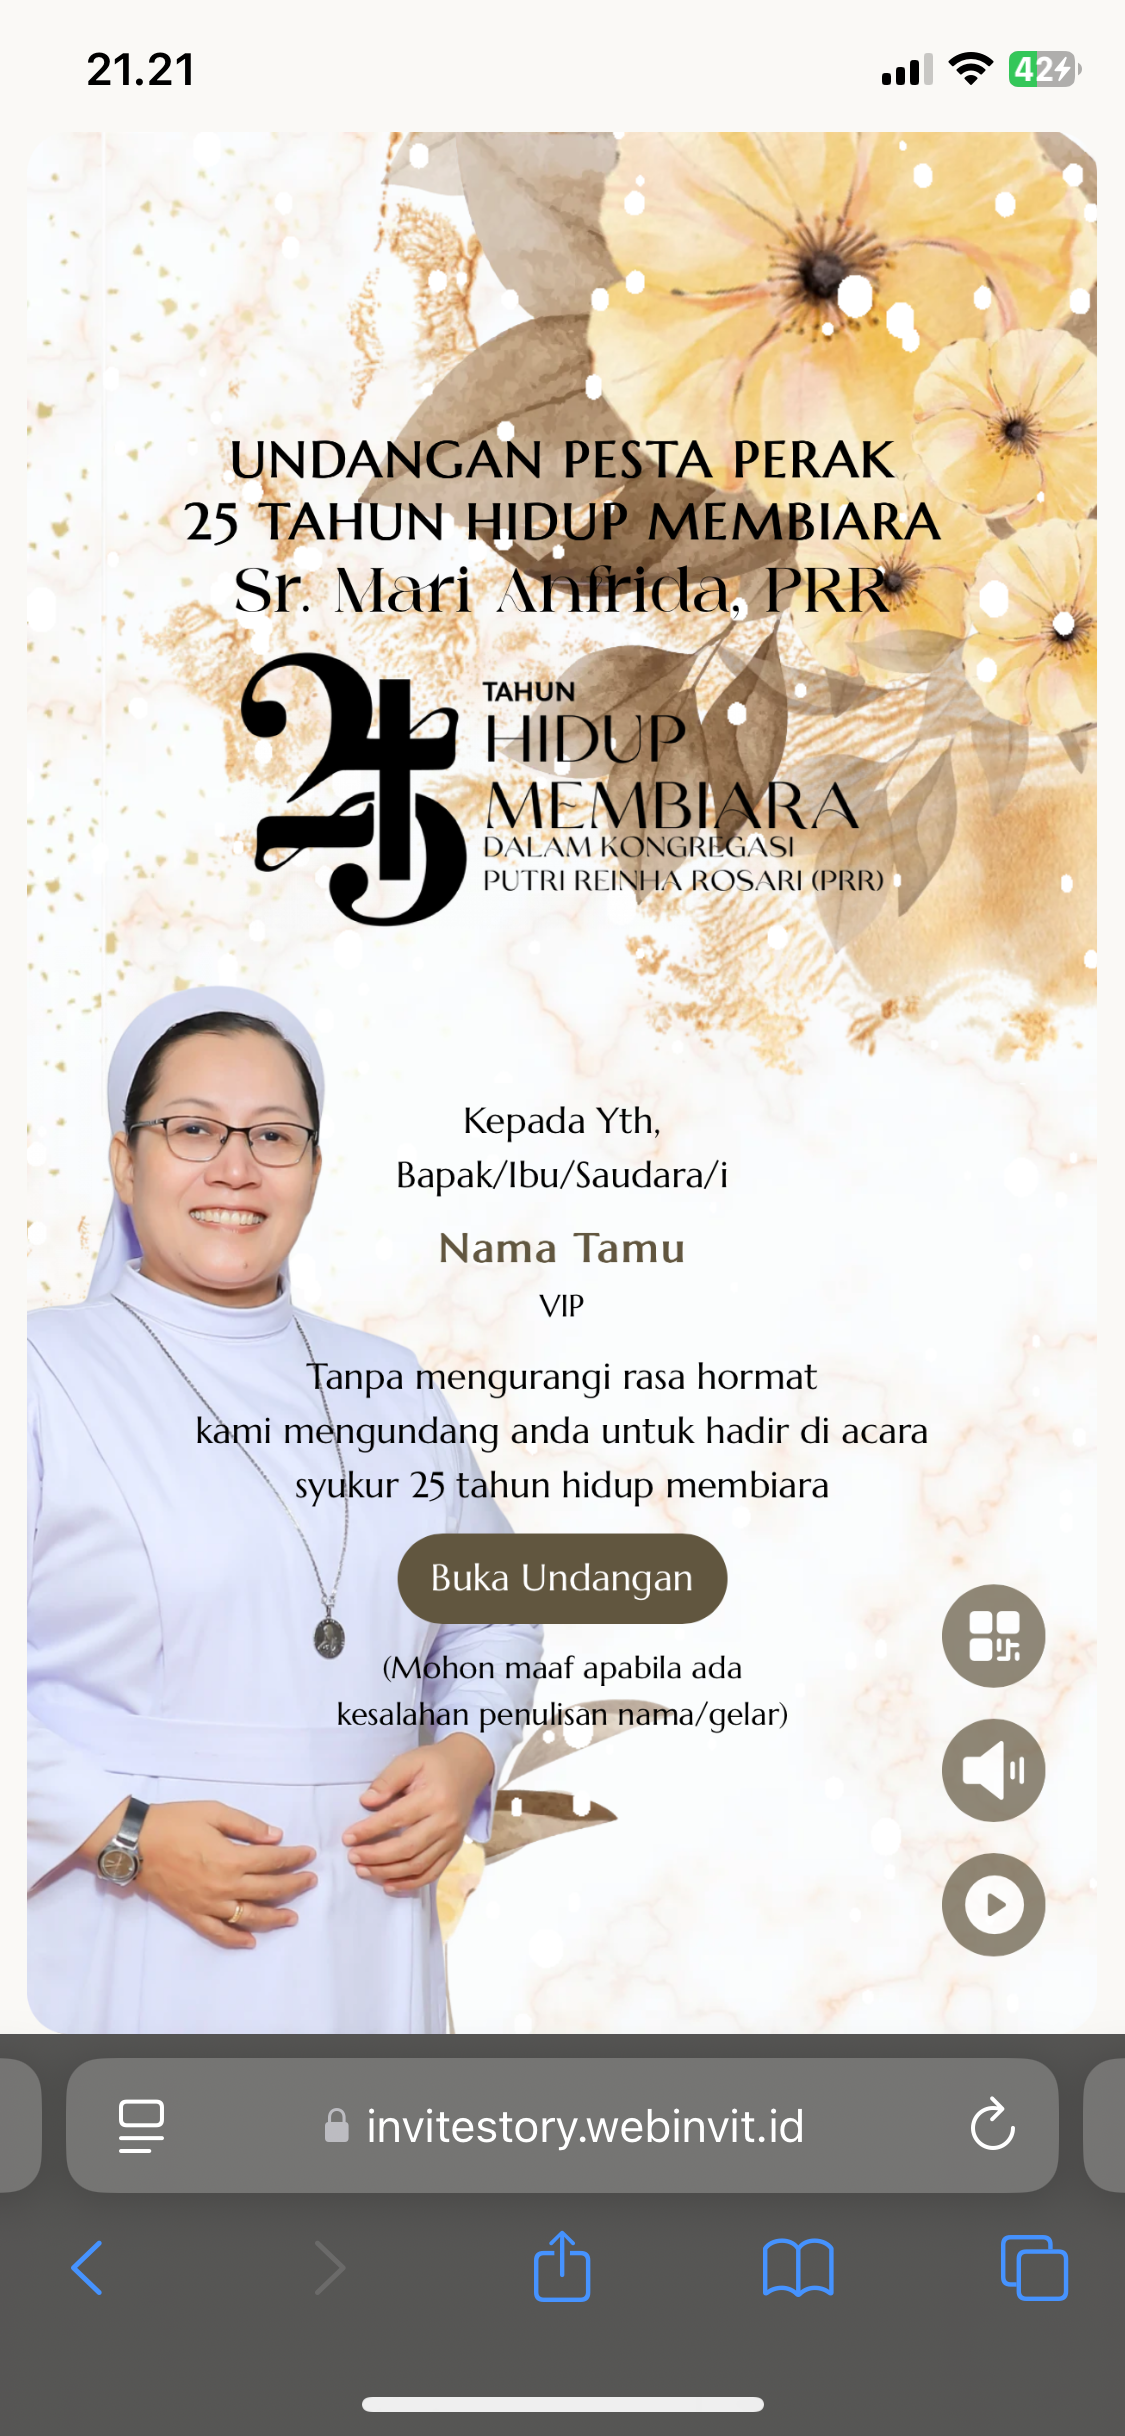 21.21
42
UNDANGAN PESTA PERAK
25 TAHUN HIDUP MEMBIARA
Sr. Mari Anfrida, PRR
25
TAHUN
HIDUP
MEMBIARA
DALAM KONGREGASI
PUTRI REINHA ROSARI (PRR)
Kepada Yth,
Bapak/Ibu/Saudara/i
Nama Tamu
VIP
Tanpa mengurangi rasa hormat
kami mengundang anda untuk hadir di acara
syukur 25 tahun hidup membiara
Buka Undangan
(Mohon maaf apabila ada
kesalahan penulisan nama/gelar)
invitestory.webinvit.id